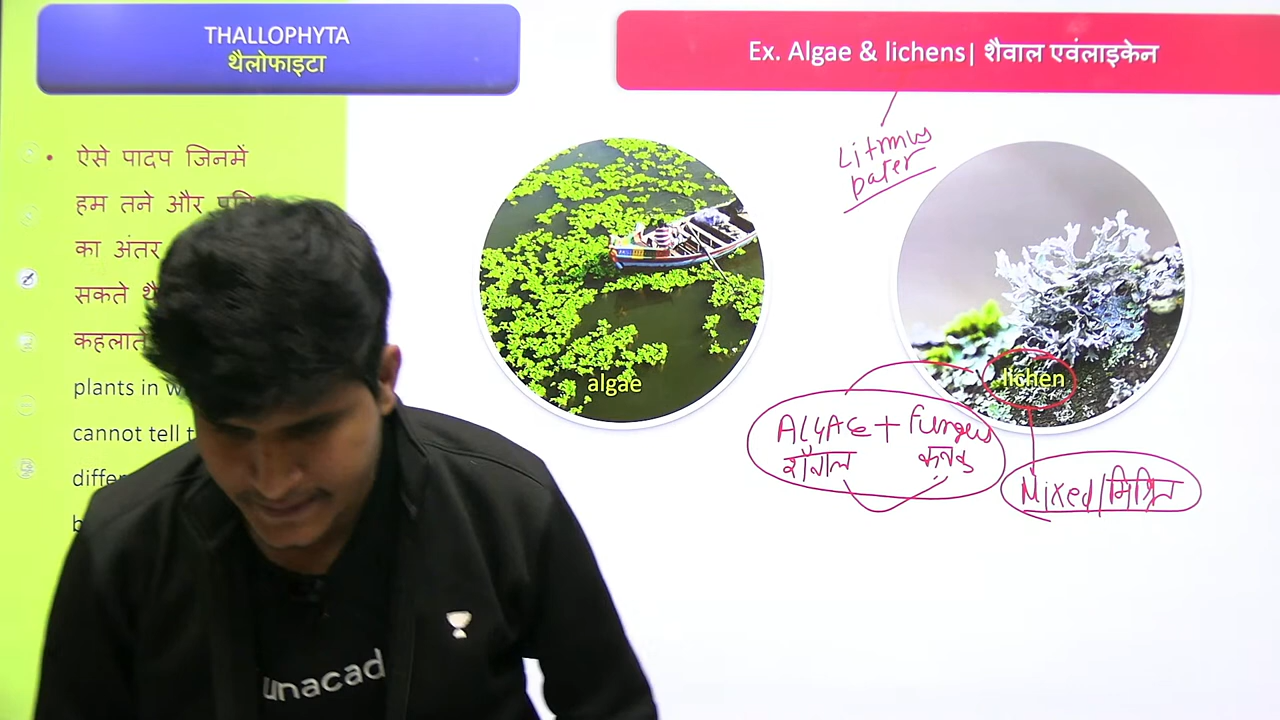 THALLOPHYTA
थैलोफाइटा
Ex. Algae & lichens| शैवाल एवंलाइकेन
• ऐसे पादप जिनमें
हम तने और
का अंतर
सकते
कहलाते
plants in
cannot tell
Litmus
paper
algae
lichen
ALGAE + Fungus
शैवाल कवक
Mixed/मिश्रित
unacad